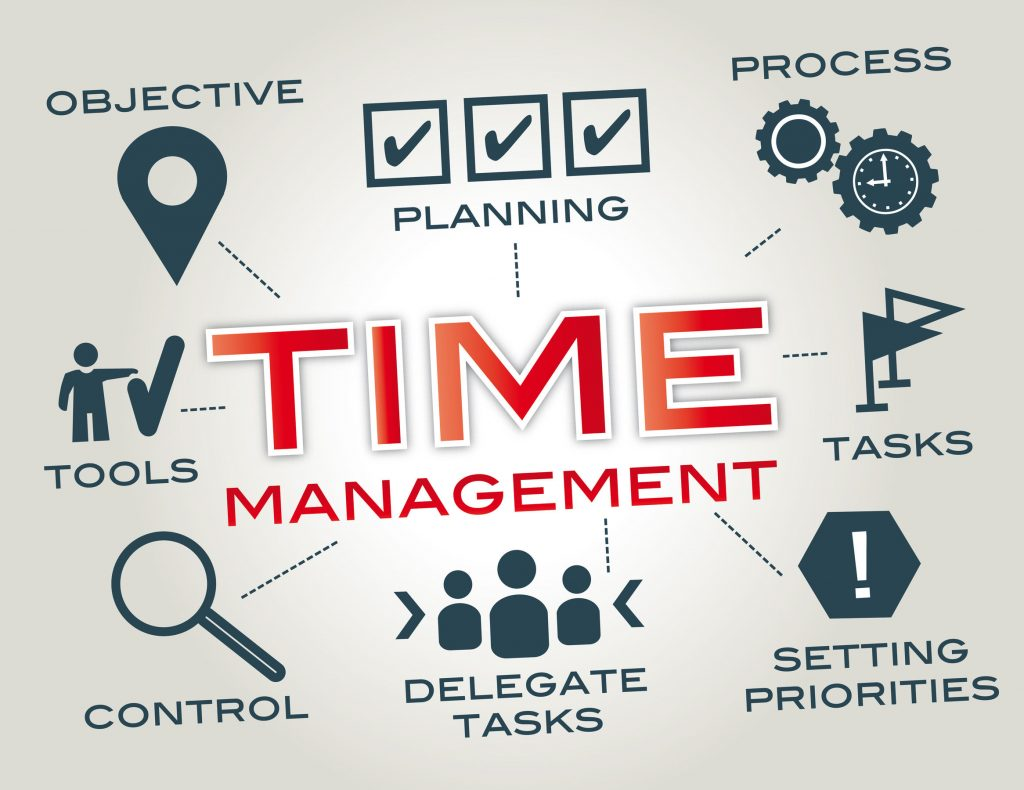 OBJECTIVE
PLANNING
PROCESS
TOOLS
TIME
MANAGEMENT
TASKS
CONTROL
DELEGATE
TASKS
SETTING
PRIORITIES